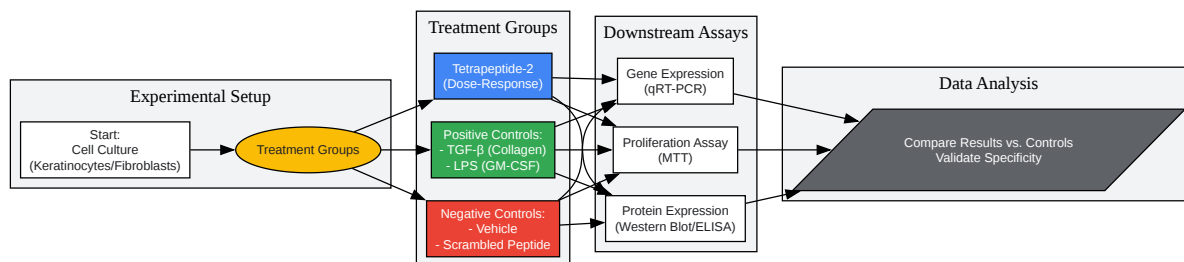 Experimental Setup
Start:
Cell Culture
(Keratinocytes/Fibroblasts)
Treatment Groups
Treatment Groups
Tetrapeptide-2
(Dose-Response)
Positive Controls:
- TGF-β (Collagen)
- LPS (GM-CSF)
Negative Controls:
- Vehicle
- Scrambled Peptide
Downstream Assays
Gene Expression
(qRT-PCR)
Proliferation Assay
(MTT)
Protein Expression
(Western Blot/ELISA)
Data Analysis
Compare Results vs. Controls
Validate Specificity